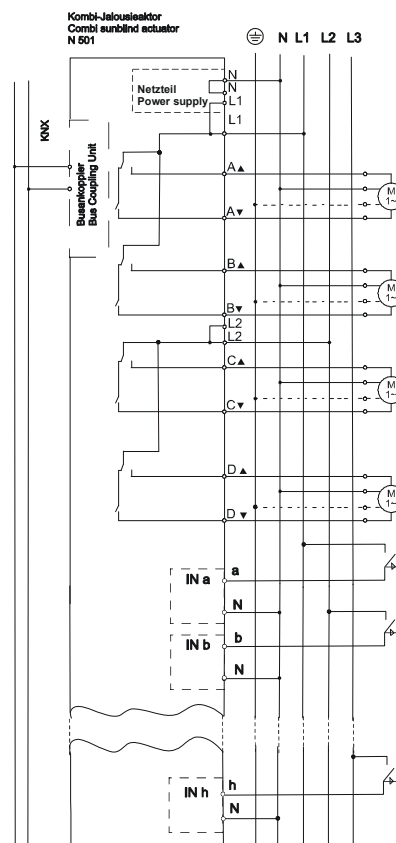 Kombi-Jalousieaktor
Combi sunblind actuator
N 501
N L1 L2 L3
KNX
Busankoppler
Bus Coupling Unit
Netzteil
Power supply
N
N
L1
L1
A▲
A▼
M
1~
B▲
B▼
M
1~
L2
L2
C▲
C▼
M
1~
D▲
D▼
M
1~
IN a
a
N
IN b
b
N
IN h
h
N